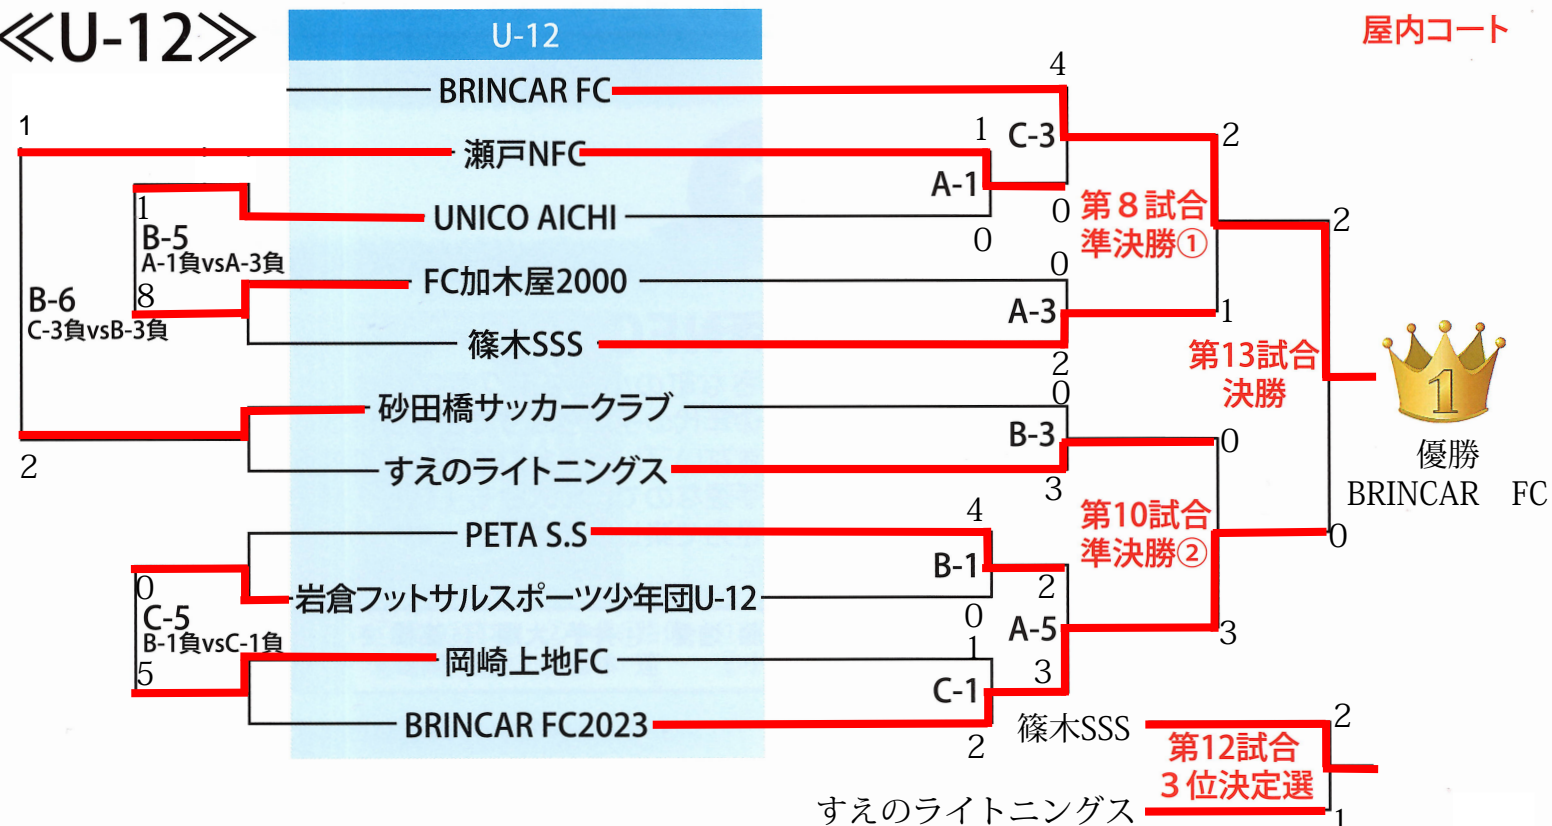 ≪U-12≫
U-12
屋内コート
BRINCAR FC
4
1
瀬戸NFC
1
C-3
2
A-1
UNICO AICHI
0
0
第８試合
準決勝①
1
B-5
A-1負vsA-3負
8
2
FC加木屋2000
0
A-3
1
B-6
C-3負vsB-3負
篠木SSS
2
第13試合
決勝
1
砂田橋サッカークラブ
0
B-3
0
すえのライトニングス
3
2
優勝
BRINCAR　FC
PETA S.S
4
第10試合
準決勝②
0
B-1
2
岩倉フットサルスポーツ少年団U-12
0
0
C-5
B-1負vsC-1負
5
A-5
3
岡崎上地FC
1
3
C-1
BRINCAR FC2023
2
篠木SSS
2
第12試合
３位決定選
すえのライトニングス
1